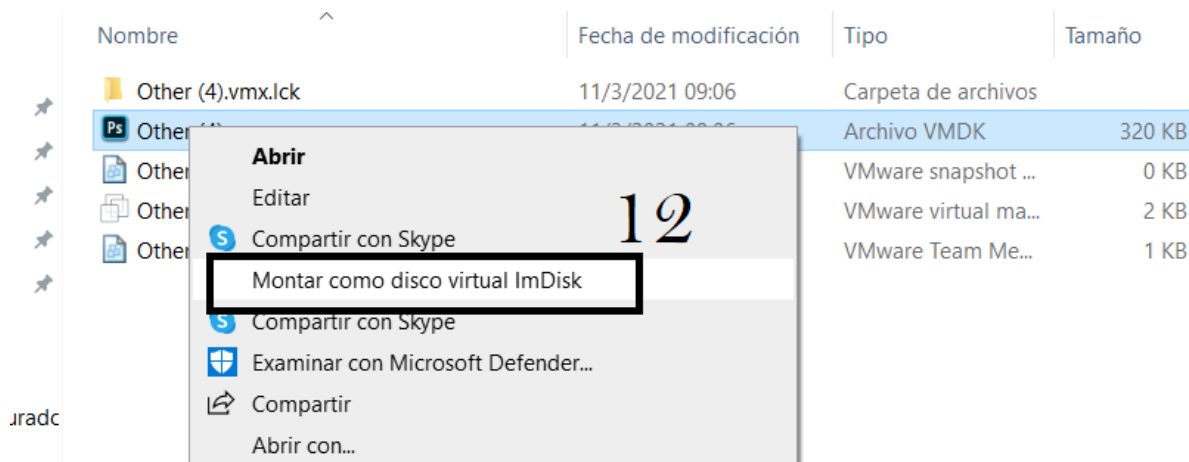 Nombre Fecha de modificación Tipo Tamaño
Other (4).vmx.lck 11/3/2021 09:06 Carpeta de archivos
Ps Other Archivo VMDK 320 KB
Abrir
Other VMware snapshot ... 0 KB
Editar
12
Other VMware virtual ma... 2 KB
S Compartir con Skype
Other VMware Team Me... 1 KB
Montar como disco virtual ImDisk
S Compartir con Skype
Examinar con Microsoft Defender...
Compartir
Abrir con...